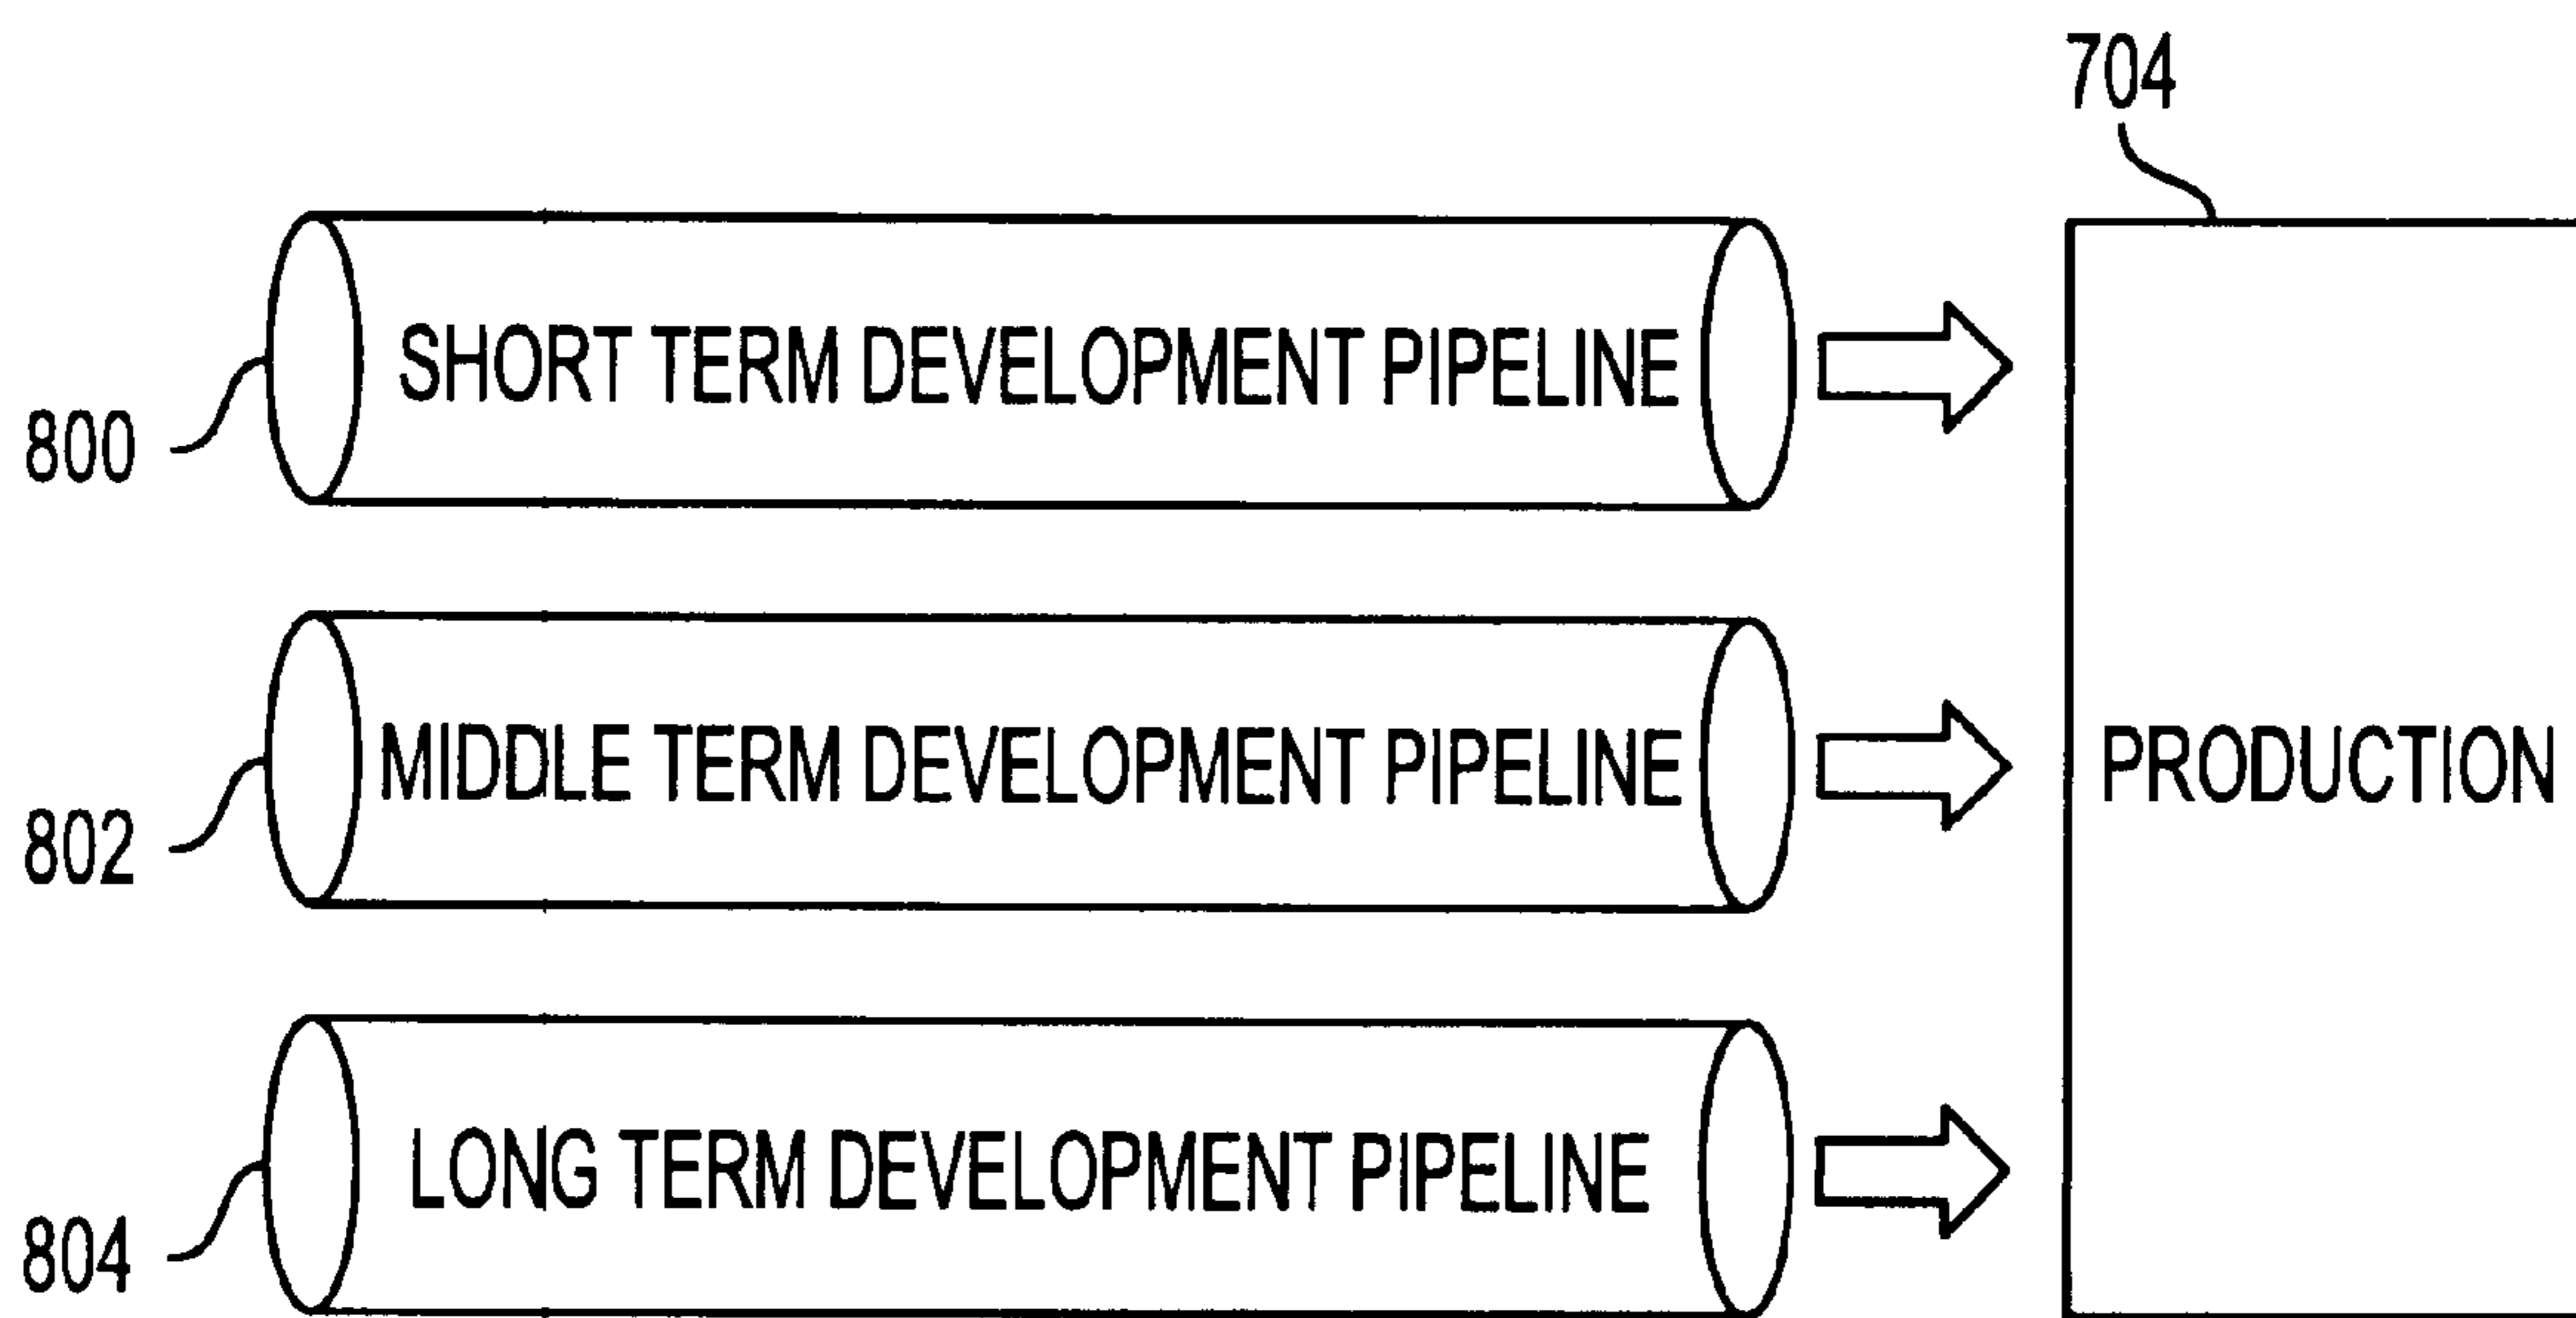 704
SHORT TERM DEVELOPMENT PIPELINE
800
MIDDLE TERM DEVELOPMENT PIPELINE
PRODUCTION
802
LONG TERM DEVELOPMENT PIPELINE
804